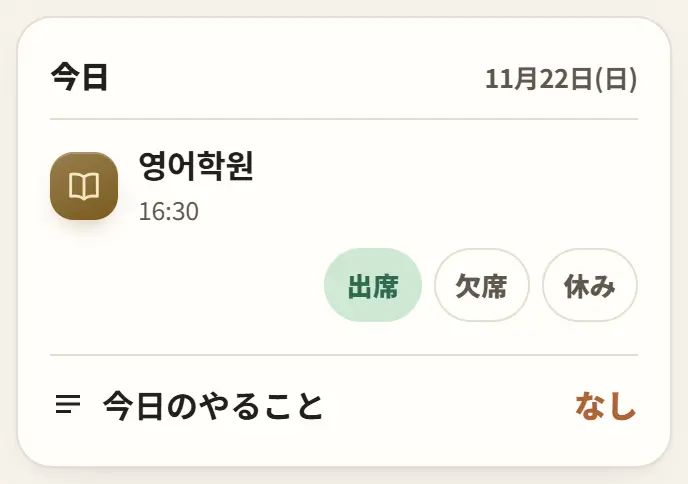 今日
11月22日(日)
영어학원
16:30
出席
欠席
休み
今日のやること
なし